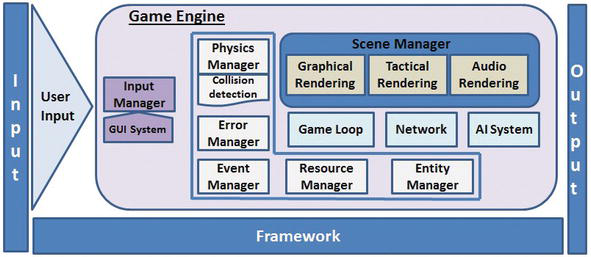 Game Engine
Input
User
Input
Input
Manager
GUI System
Physics
Manager
Collision
detection
Error
Manager
Event
Manager
Resource
Manager
Entity
Manager
Scene Manager
Graphical
Rendering
Tactical
Rendering
Audio
Rendering
Game Loop
Network
AI System
Output
Framework